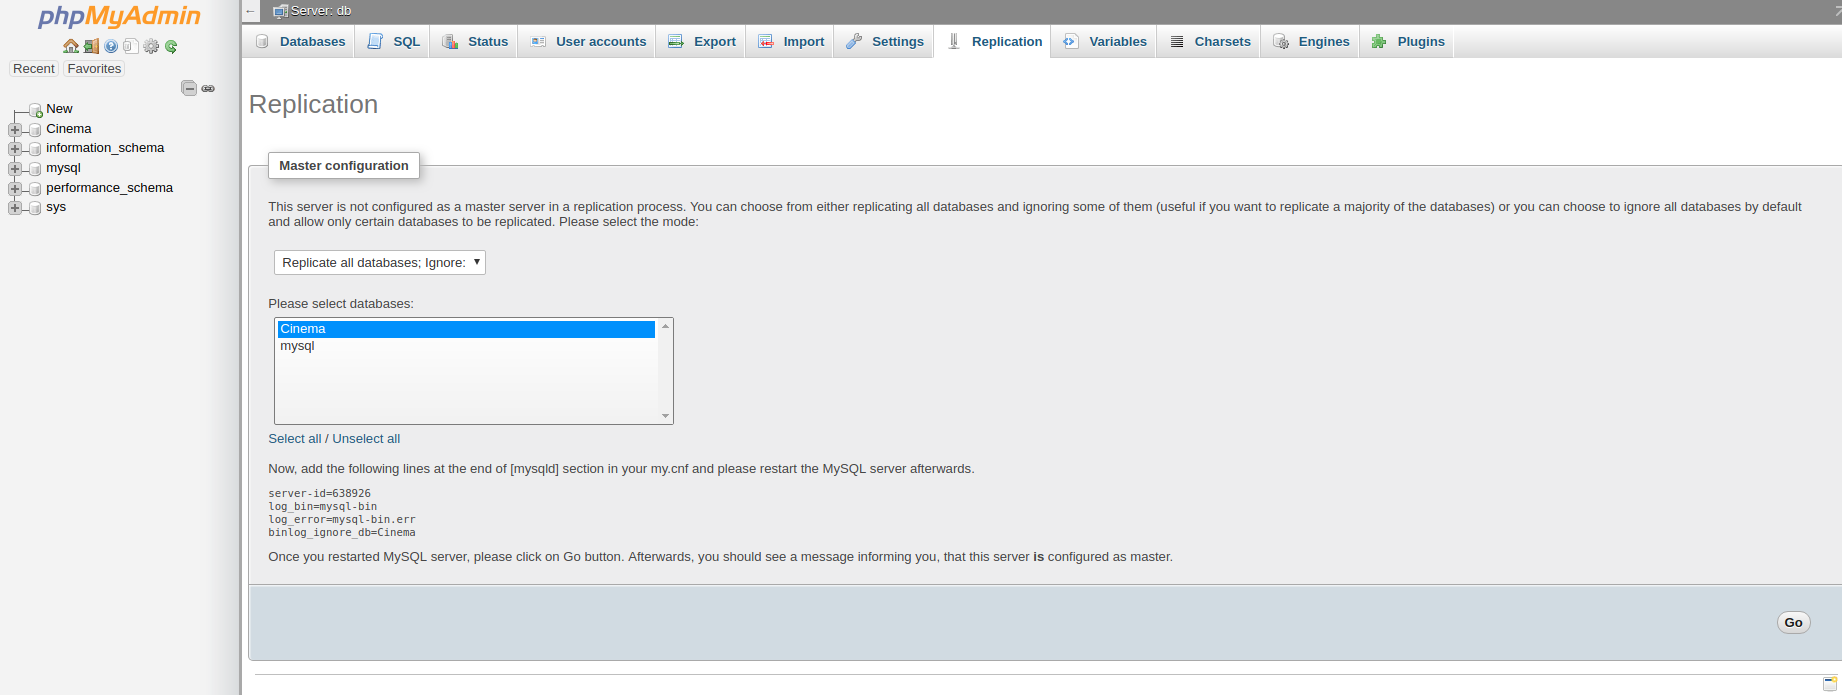 phpMyAdmin
Recent Favorites
New
Cinema
information_schema
mysql
performance_schema
sys
Server: db
Databases SQL Status User accounts Export Import Settings Replication Variables Charsets Engines Plugins
Replication
Master configuration
This server is not configured as a master server in a replication process. You can choose from either replicating all databases and ignoring some of them (useful if you want to replicate a majority of the databases) or you can choose to ignore all databases by default
and allow only certain databases to be replicated. Please select the mode:
Replicate all databases; Ignore:
Please select databases:
Cinema
mysql
Select all / Unselect all
Now, add the following lines at the end of [mysqld] section in your my.cnf and please restart the MySQL server afterwards.
server-id=638926
log_bin=mysql-bin
log_error=mysql-bin.err
binlog_ignore_db=Cinema
Once you restarted MySQL server, please click on Go button. Afterwards, you should see a message informing you, that this server is configured as master.
Go